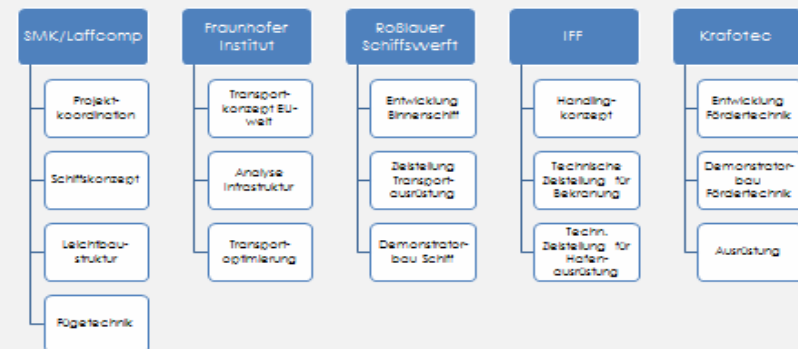 SMK/Laffcomp
Projekt-
koordination
Schiffskonzept
Leichtbau-
struktur
Fügetechnik
Fraunhofer
Institut
Transport-
konzept EU-
weit
Analyse
Infrastruktur
Transport-
optimierung
Roßlauer
Schiffswerft
Entwicklung
Binnenschiff
Zielstellung
Transport-
ausrüstung
Demonstrator-
bau Schiff
IFF
Handling-
konzept
Technische
Zielstellung für
Bekranung
Techn.
Zielstellung für
Hafen-
ausrüstung
Krafotec
Entwicklung
Fördertechnik
Demonstrator-
bau
Fördertechnik
Ausrüstung